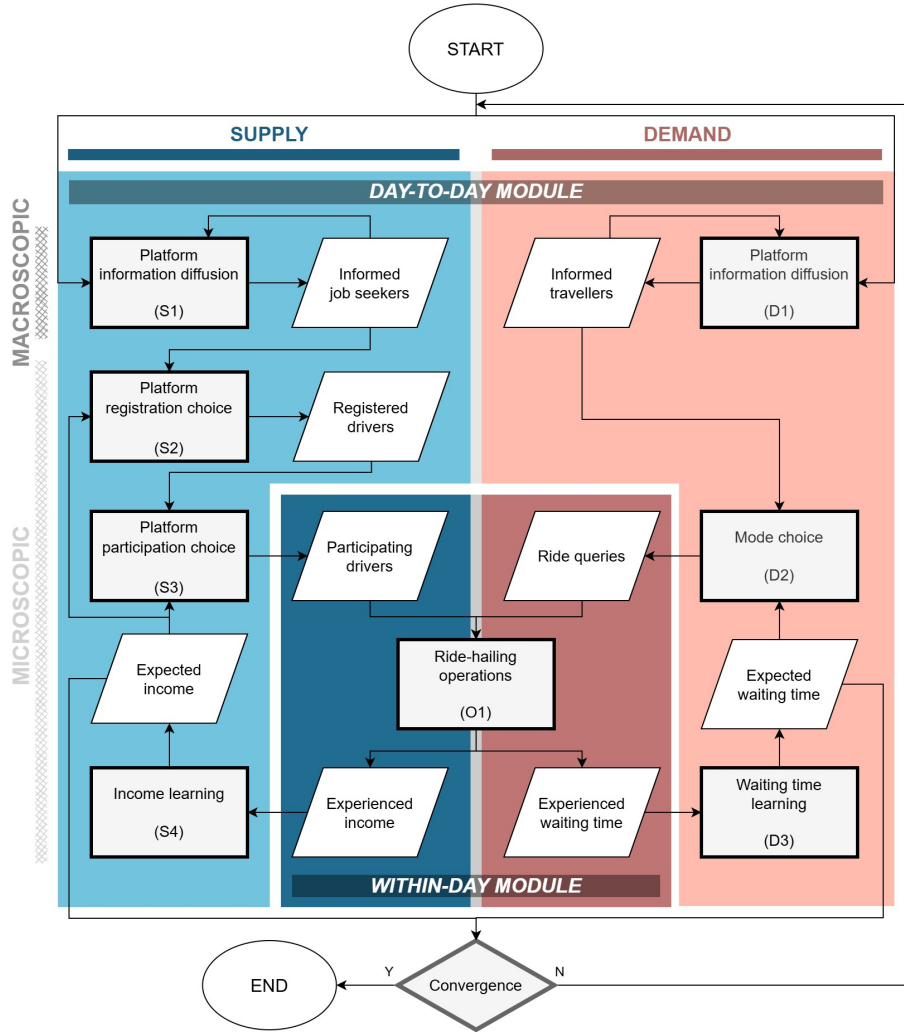 START
SUPPLY
DEMAND
DAY-TO-DAY MODULE
MACROSCOPIC
Platform
information diffusion
(S1)
Informed
job seekers
Informed
travellers
Platform
information diffusion
(D1)
MICROSCOPIC
Platform
registration choice
(S2)
Registered
drivers
Platform
participation choice
(S3)
Participating
drivers
Ride queries
Mode choice
(D2)
Expected
income
Ride-hailing
operations
(O1)
Expected
waiting time
Income learning
(S4)
Experienced
income
Experienced
waiting time
Waiting time
learning
(D3)
WITHIN-DAY MODULE
END
Y
Convergence
N